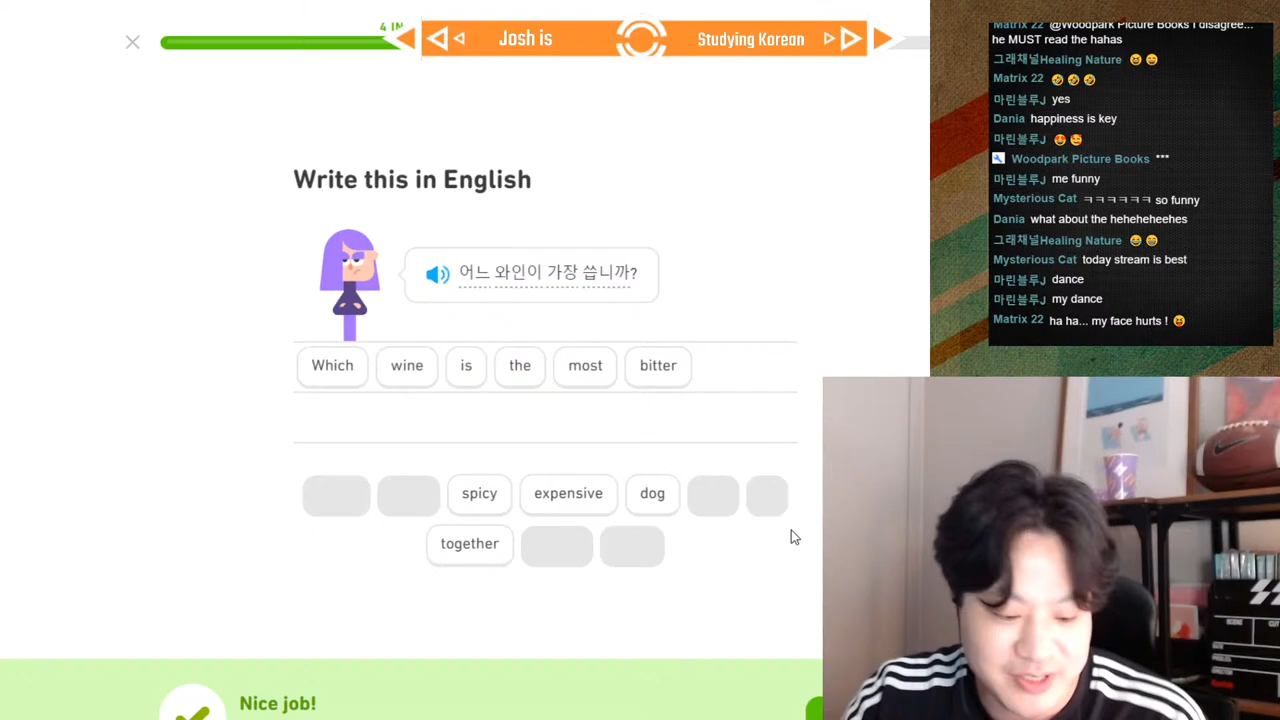 4 IN
Josh is
Studying Korean
Write this in English
어느 와인이 가장 씁니까?
Which wine is the most bitter
spicy expensive dog
together
Nice job!
Matrix 22 @Woodpark Picture Books I disagree...
he MUST read the hahas
그래채널Healing Nature
Matrix 22
마린블루J yes
Dania happiness is key
마린블루J
Woodpark Picture Books ***
마린블루J me funny
Mysterious Cat ㅋㅋㅋㅋㅋㅋ so funny
Dania what about the heheheheehes
그래채널Healing Nature
Mysterious Cat today stream is best
마린블루J dance
마린블루J my dance
Matrix 22 ha ha... my face hurts !